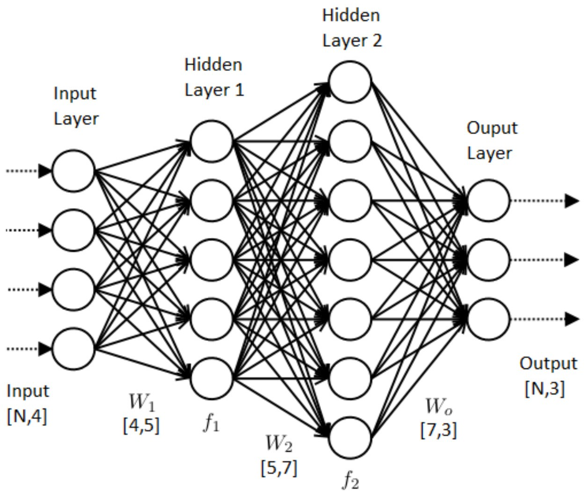 Hidden
Layer 2
Hidden
Layer 1
Input
Layer
Ouput
Layer
Input
[N,4]
W₁
[4,5]
f₁
W₂
[5,7]
f₂
Wₒ
[7,3]
Output
[N,3]